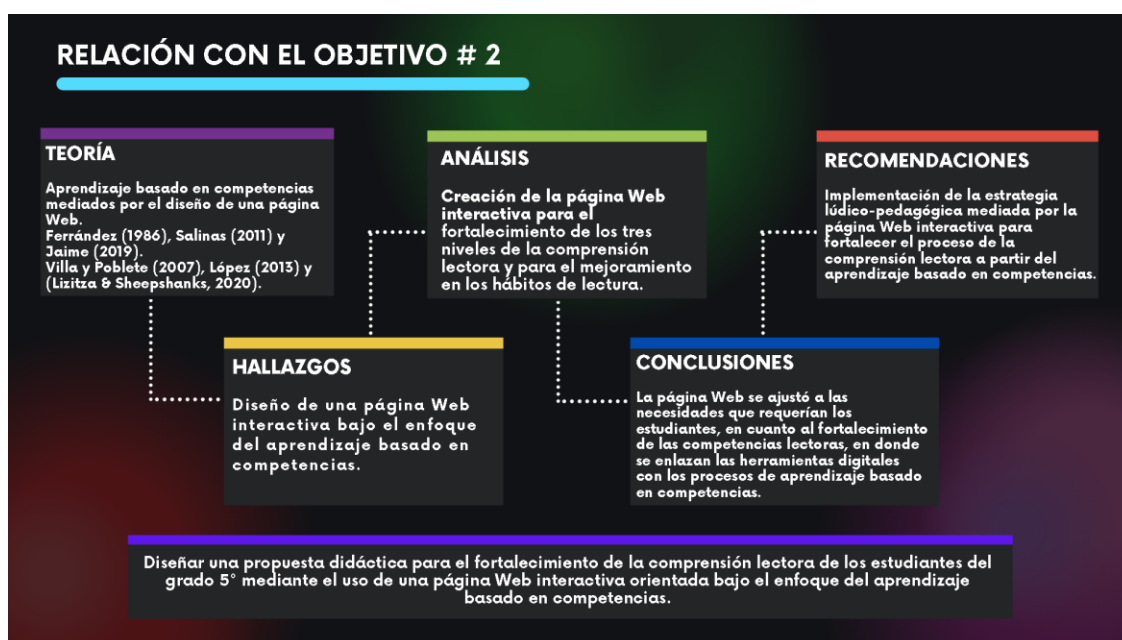 RELACIÓN CON EL OBJETIVO # 2
TEORÍA
Aprendizaje basado en competencias
mediados por el diseño de una página
Web.
Ferrández (1986), Salinas (2011) y
Jaime (2019).
Villa y Poblete (2007), López (2013) y
(Lizitza & Sheepshanks, 2020).
HALLAZGOS
Diseño de una página Web
interactiva bajo el enfoque
del aprendizaje basado en
competencias.
ANÁLISIS
Creación de la página Web
interactiva para el
fortalecimiento de los tres
niveles de la comprensión
lectora y para el mejoramiento
en los hábitos de lectura.
CONCLUSIONES
La página Web se ajustó a las
necesidades que requerían los
estudiantes, en cuanto al fortalecimiento
de las competencias lectoras, en donde
se enlazan las herramientas digitales
con los procesos de aprendizaje basado
en competencias.
RECOMENDACIONES
Implementación de la estrategia
lúdico-pedagógica mediada por la
página Web interactiva para
fortalecer el proceso de la
comprensión lectora a partir del
aprendizaje basado en competencias.
Diseñar una propuesta didáctica para el fortalecimiento de la comprensión lectora de los estudiantes del
grado 5° mediante el uso de una página Web interactiva orientada bajo el enfoque del aprendizaje
basado en competencias.